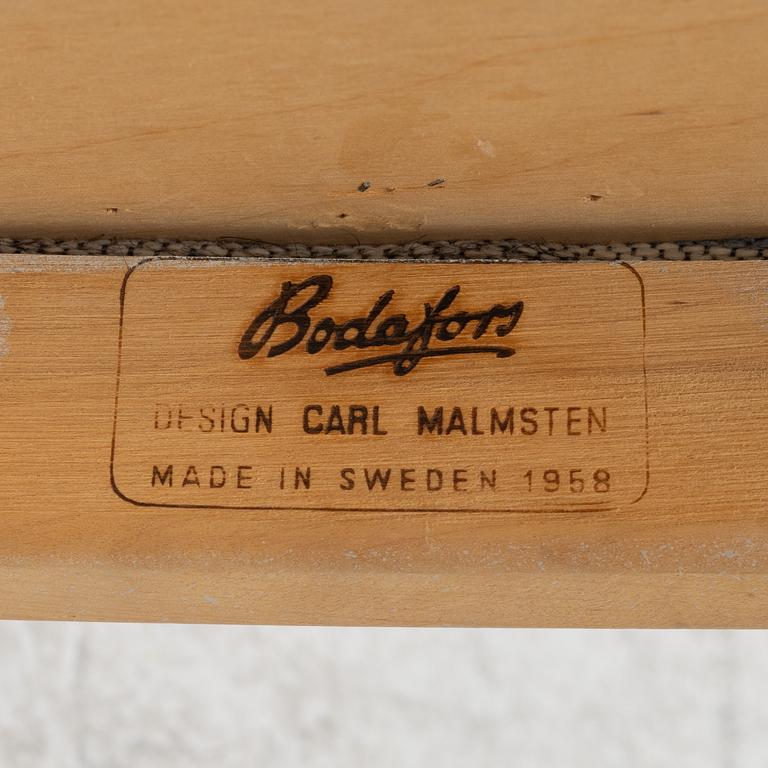 Bodafors
DESIGN CARL MALMSTEN
MADE IN SWEDEN 1958